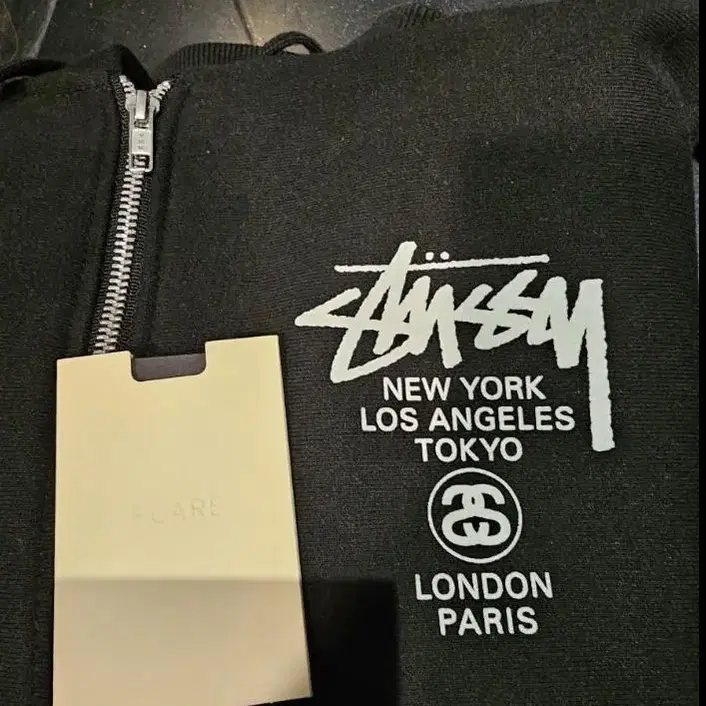 STÜSSY
NEW YORK
LOS ANGELES
TOKYO
LONDON
PARIS